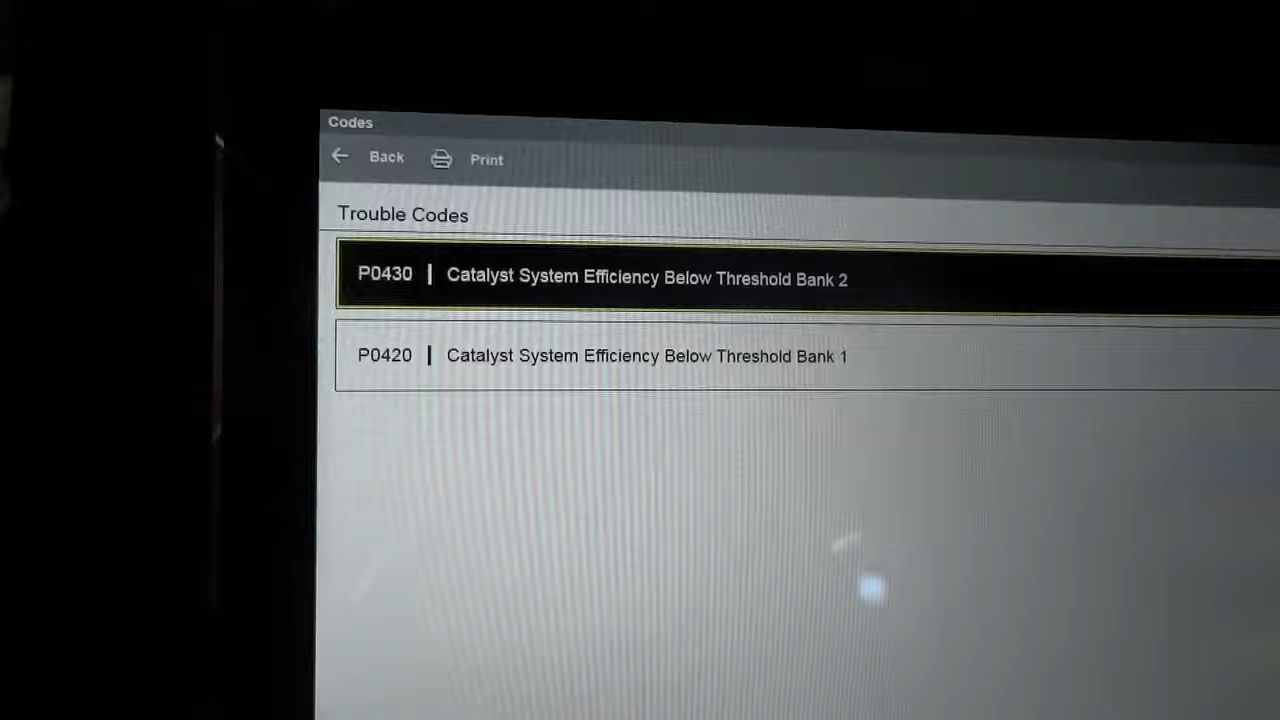 Codes
Back Print
Trouble Codes
P0430 | Catalyst System Efficiency Below Threshold Bank 2
P0420 | Catalyst System Efficiency Below Threshold Bank 1